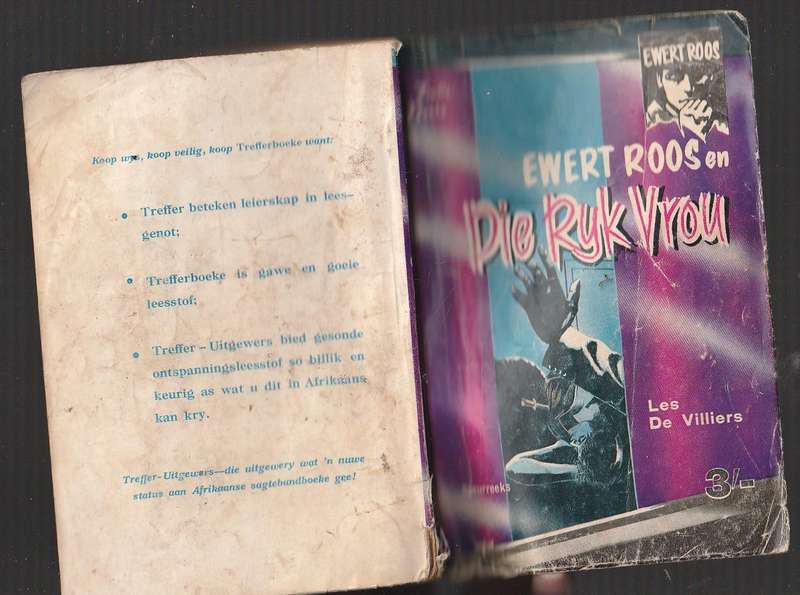 Koop wys, koop veilig, koop Trefferboeke want:
• Treffer beteken leierskap in lees-
genot;
• Trefferboeke is gawe en goeie
leesstof;
• Treffer-Uitgewers bied gesonde
ontspanningsleesstof so billik en
keurig as wat u dit in Afrikaans
kan kry.
Treffer-Uitgewers—die uitgewery wat 'n nuwe
status aan Afrikaanse sagtebandboeke gee!
EWERT ROOS
EWERT ROOS en
Die Ryk Vrou
Les
De Villiers
3/-